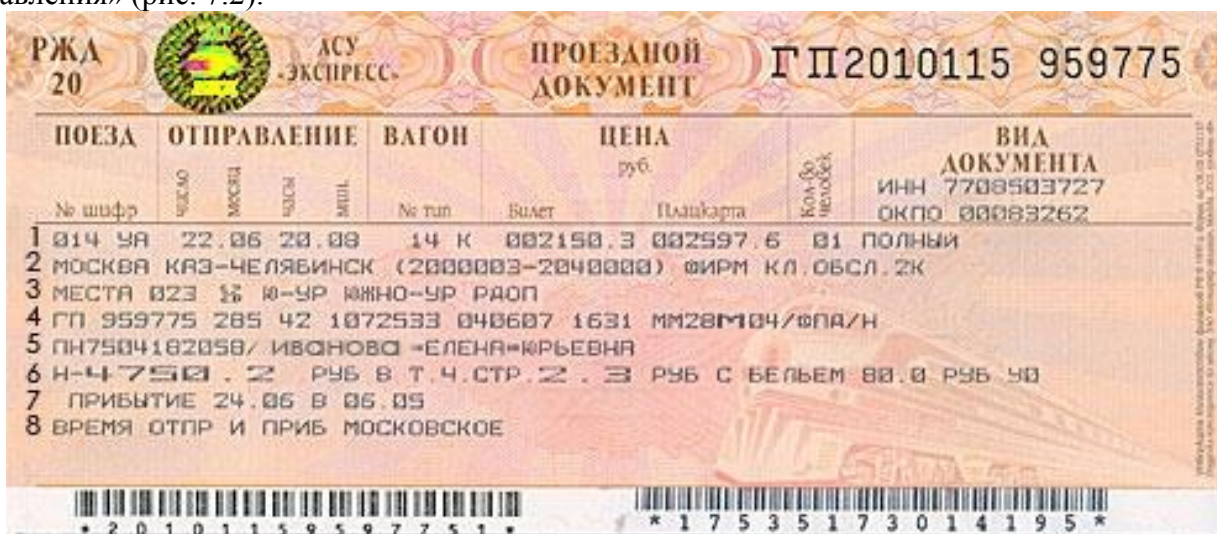 авления» (рис. 7.2).
РЖД АСУ ПРОЕЗДНОЙ ГП2010115 959775
20 «ЭКСПРЕСС» ДОКУМЕНТ
ПОЕЗД ОТПРАВЛЕНИЕ ВАГОН ЦЕНА ВИД
руб. ДОКУМЕНТА
число месяц часы мин. Кол-во человек ИНН 7708503727
№ шифр № тип Билет Плацкарта ОКПО 00083262
1 014 УА 22.06 20.08 14 К 002150.3 002597.6 01 ПОЛНЫЙ
2 МОСКВА КАЗ-ЧЕЛЯБИНСК (2000003-2040000) ФИРМ КЛ.ОБСЛ.2К
3 МЕСТА 023 Ю-УР ЮЖНО-УР РАОП
4 ГП 959775 285 42 1072533 040607 1631 ММ28М04/ФПА/Н
5 ПН7504182058/ ИВАНОВА =ЕЛЕНА=ЮРЬЕВНА
6 Н-4750.2 РУБ В Т.Ч.СТР.2.3 РУБ С БЕЛЬЕМ 80.0 РУБ УО
7 ПРИБЫТИЕ 24.06 В 06.05
8 ВРЕМЯ ОТПР И ПРИБ МОСКОВСКОЕ
*20101159597751*
*17535173014195*